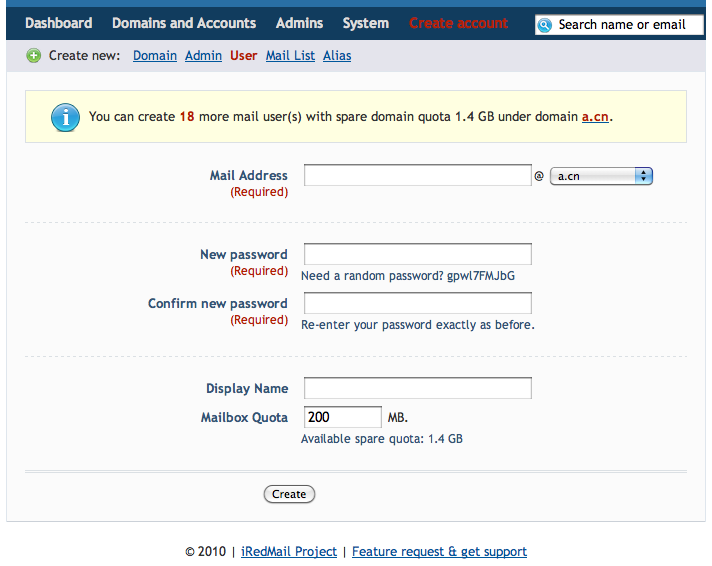 Dashboard Domains and Accounts Admins System Create account Search name or email
Create new: Domain Admin User Mail List Alias
You can create 18 more mail user(s) with spare domain quota 1.4 GB under domain a.cn.
Mail Address @ a.cn
(Required)
New password
(Required) Need a random password? gpwl7FMJbG
Confirm new password
(Required) Re-enter your password exactly as before.
Display Name
Mailbox Quota 200 MB.
Available spare quota: 1.4 GB
Create
© 2010 | iRedMail Project | Feature request & get support